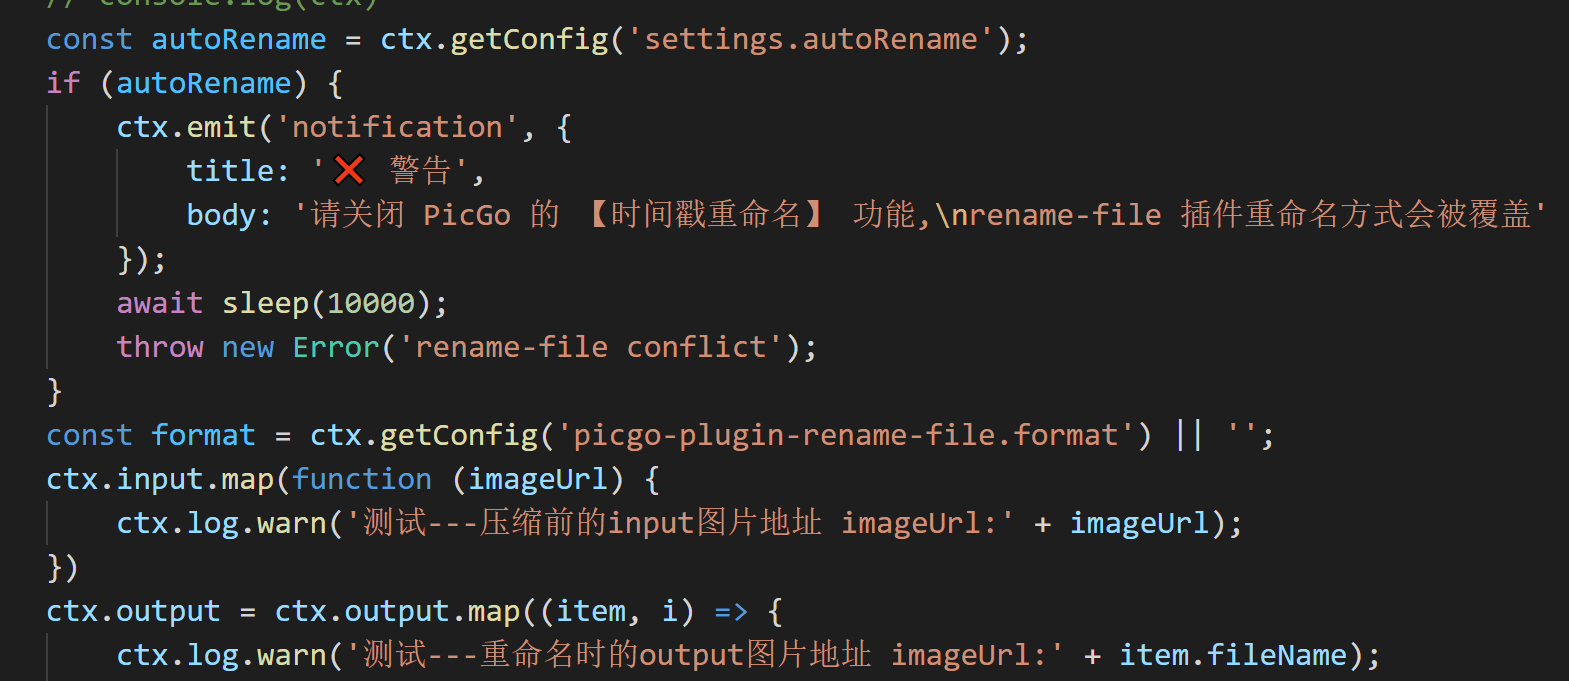 // console.log(ctx)
const autoRename = ctx.getConfig('settings.autoRename');
if (autoRename) {
    ctx.emit('notification', {
        title: '❌ 警告',
        body: '请关闭 PicGo 的 【时间戳重命名】 功能,\nrename-file 插件重命名方式会被覆盖'
    });
    await sleep(10000);
    throw new Error('rename-file conflict');
}
const format = ctx.getConfig('picgo-plugin-rename-file.format') || '';
ctx.input.map(function (imageUrl) {
    ctx.log.warn('测试---压缩前的input图片地址 imageUrl:' + imageUrl);
})
ctx.output = ctx.output.map((item, i) => {
    ctx.log.warn('测试---重命名时的output图片地址 imageUrl:' + item.fileName);